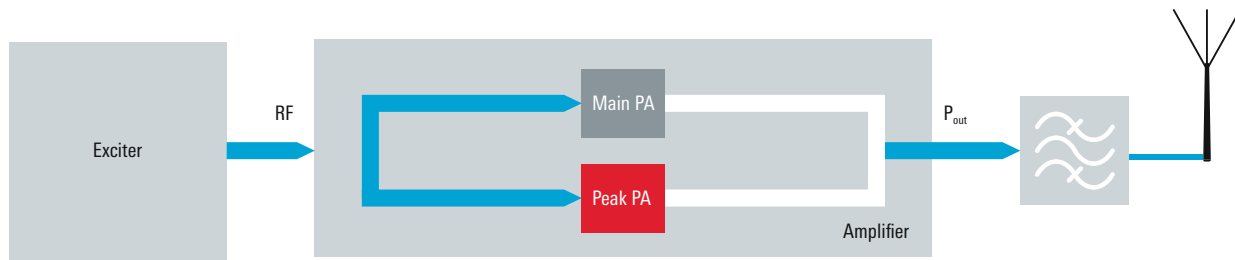 Exciter
RF
Main PA
Peak PA
Amplifier
Pout